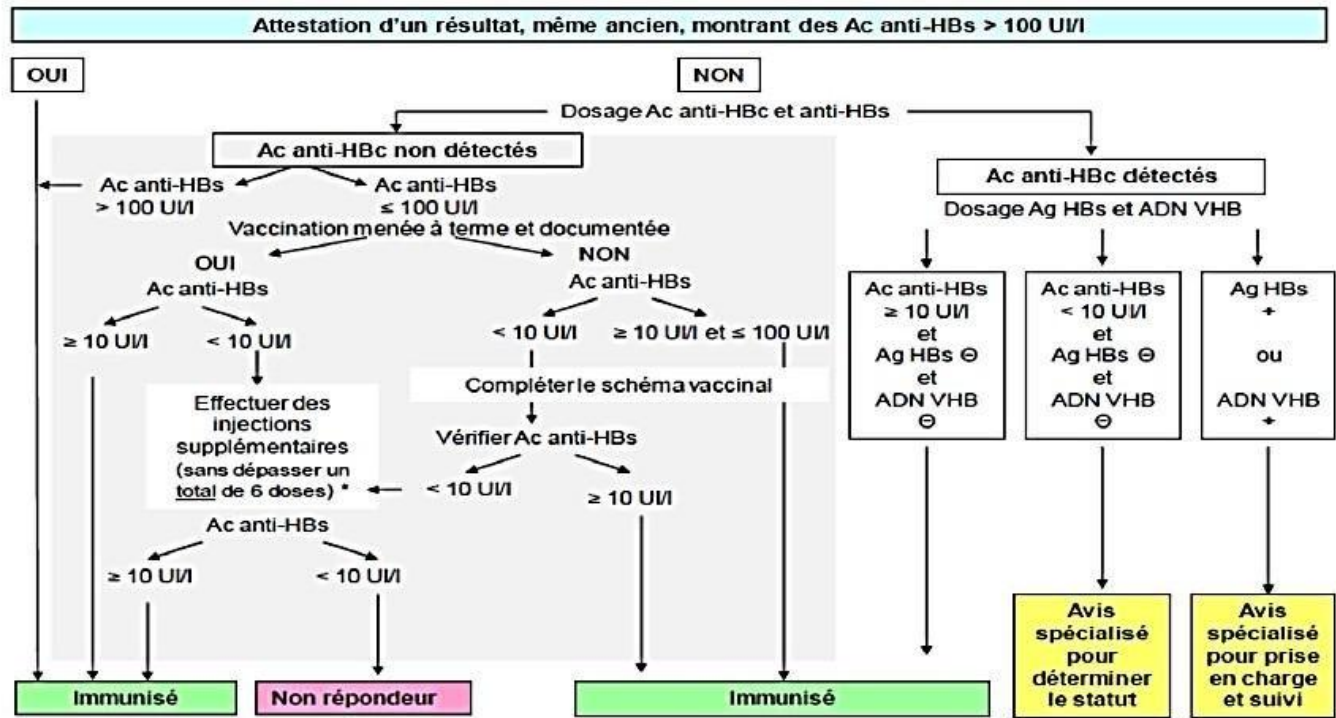 Attestation d'un résultat, même ancien, montrant des Ac anti-HBs > 100 UI/l
OUI
NON
Dosage Ac anti-HBc et anti-HBs
Ac anti-HBc non détectés
Ac anti-HBs
> 100 UI/l
Ac anti-HBs
≤ 100 UI/l
Vaccination menée à terme et documentée
OUI
Ac anti-HBs
≥ 10 UI/l
< 10 UI/l
NON
Ac anti-HBs
< 10 UI/l
≥ 10 UI/l et ≤ 100 UI/l
Compléter le schéma vaccinal
Vérifier Ac anti-HBs
< 10 UI/l
≥ 10 UI/l
Effectuer des
injections
supplémentaires
(sans dépasser un
total de 6 doses) *
Ac anti-HBs
≥ 10 UI/l
< 10 UI/l
Ac anti-HBc détectés
Dosage Ag HBs et ADN VHB
Ac anti-HBs
≥ 10 UI/l
et
Ag HBs ⊖
et
ADN VHB
⊖
Ac anti-HBs
< 10 UI/l
et
Ag HBs ⊖
et
ADN VHB
⊖
Ag HBs
+
ou
ADN VHB
+
Immunisé
Non répondeur
Immunisé
Avis
spécialisé
pour
déterminer
le statut
Avis
spécialisé
pour prise
en charge
et suivi